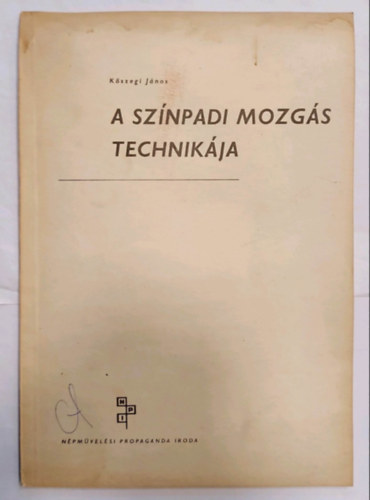 Kőszegi János
A SZÍNPADI MOZGÁS
TECHNIKÁJA
N
P
I
NÉPMŰVELÉSI PROPAGANDA IRODA